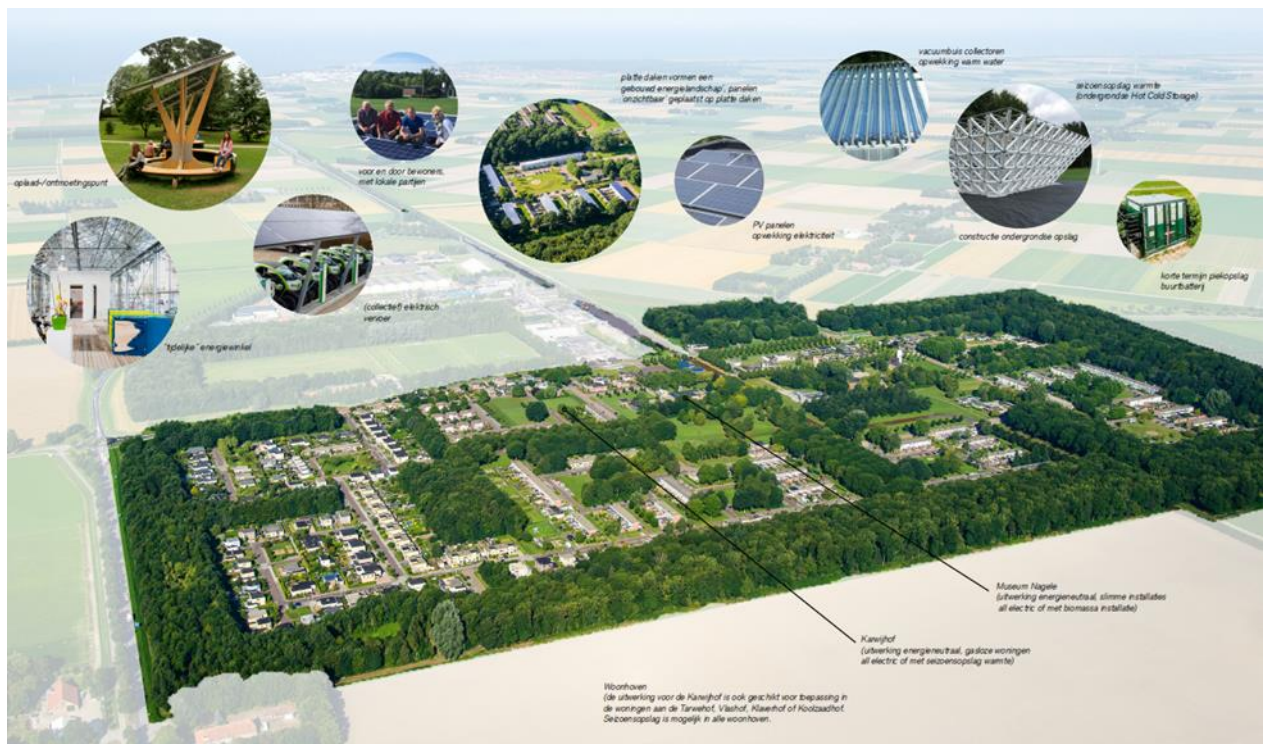 oplaad-/ontmoetingspunt
voor en door bewoners,
met lokale partijen
platte daken vormen een
gebouwd energielandschap', panelen
'onzichtbaar' geplaatst op platte daken
vacuumbuis collectoren
opwekking warm water
seizoensopslag warmte
(ondergrondse Hot Cold Storage)
"tijdelijke" energiewinkel
(collectief) elektrisch
vervoer
PV panelen
opwekking elektriciteit
constructie ondergrondse opslag
korte termijn piekopslag
buurtbatterij
Museum Nagele
(uitwerking energieneutraal, slimme installaties
all electric of met biomassa installatie)
Karwijhof
(uitwerking energieneutraal, gasloze woningen
all electric of met seizoensopslag warmte)
Woonhoven
(de uitwerking voor de Karwijhof is ook geschikt voor toepassing in
de woningen aan de Tarwehof, Vlashof, Klaverhof of Koolzaadhof.
Seizoensopslag is mogelijk in alle woonhoven.